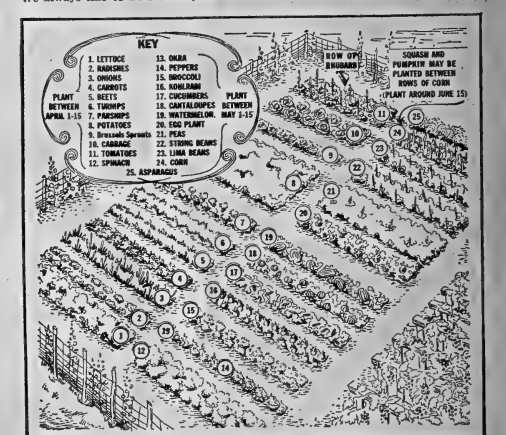 We always like to
KEY
1. LETTUCE
2. RADISHES
3. ONIONS
4. CARROTS
5. BEETS
6. TURNIPS
7. PARSNIPS
8. POTATOES
9. Brussels Sprouts
10. CABBAGE
11. TOMATOES
12. SPINACH
13. OKRA
14. PEPPERS
15. BROCCOLI
16. KOHLRABI
17. CUCUMBERS
18. CANTALOUPES
19. WATERMELON.
20. EGG PLANT
21. PEAS
22. STRING BEANS
23. LIMA BEANS
24. CORN
25. ASPARAGUS
PLANT
BETWEEN
APRIL 1-15
PLANT
BETWEEN
MAY 1-15
ROW OF
RHUBARB
SQUASH AND
PUMPKIN MAY BE
PLANTED BETWEEN
ROWS OF CORN
(PLANT AROUND JUNE 15)
11
25
10
24
9
23
22
8
21
7
20
6
19
18
5
17
4
16
3
2
15
1
12
14